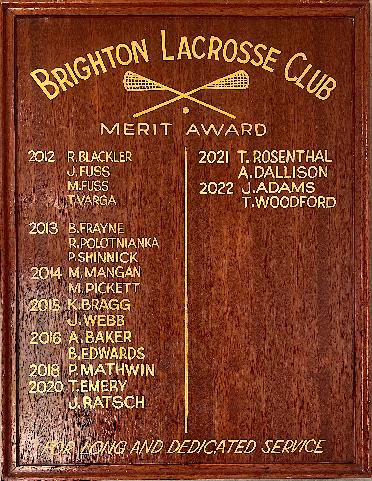 BRIGHTON LACROSSE CLUB
MERIT AWARD
2012 R.BLACKLER
J.FUSS
M.FUSS
T.VARGA
2013 B.FRAYNE
R.POLOTNIANKA
P.SHINNICK
2014 M.MANGAN
M.PICKETT
2015 K.BRAGG
J.WEBB
2016 A.BAKER
B.EDWARDS
2018 P.MATHWIN
2020 T.EMERY
J.RATSCH
2021 T.ROSENTHAL
A.DALLISON
2022 J.ADAMS
T.WOODFORD
FOR LONG AND DEDICATED SERVICE